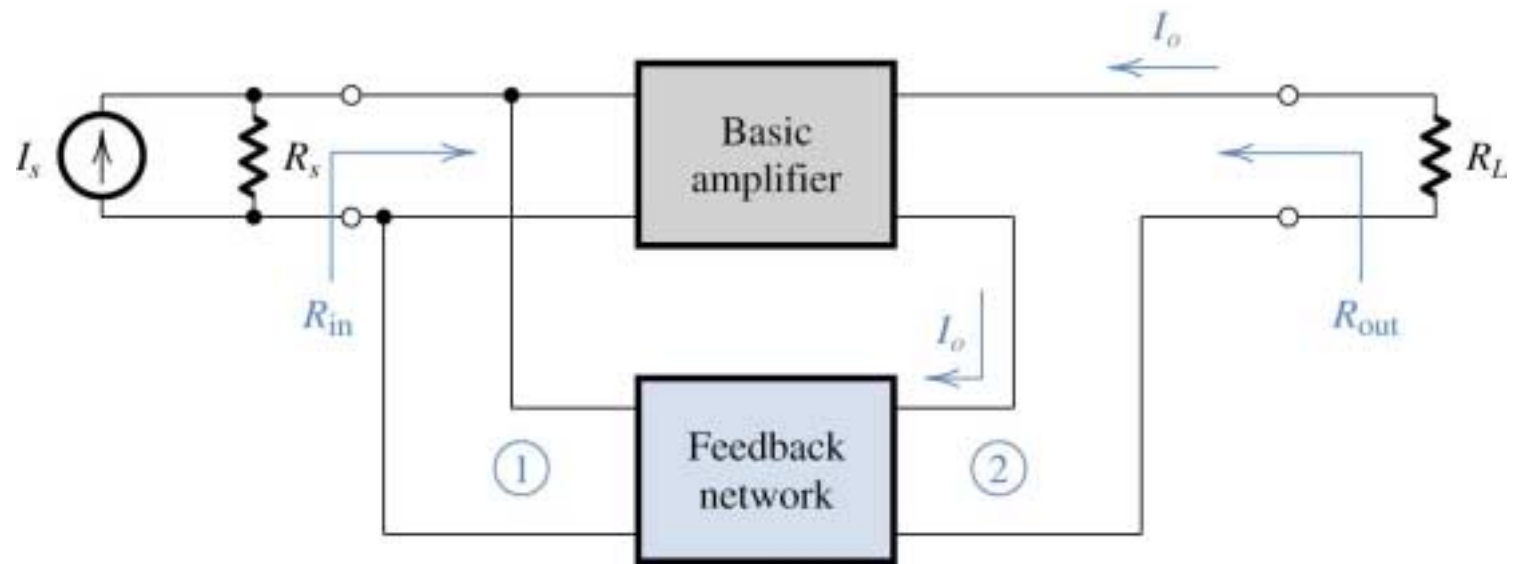 I_o
Basic
amplifier
I_s
R_s
R_L
R_in
I_o
R_out
Feedback
network
1
2